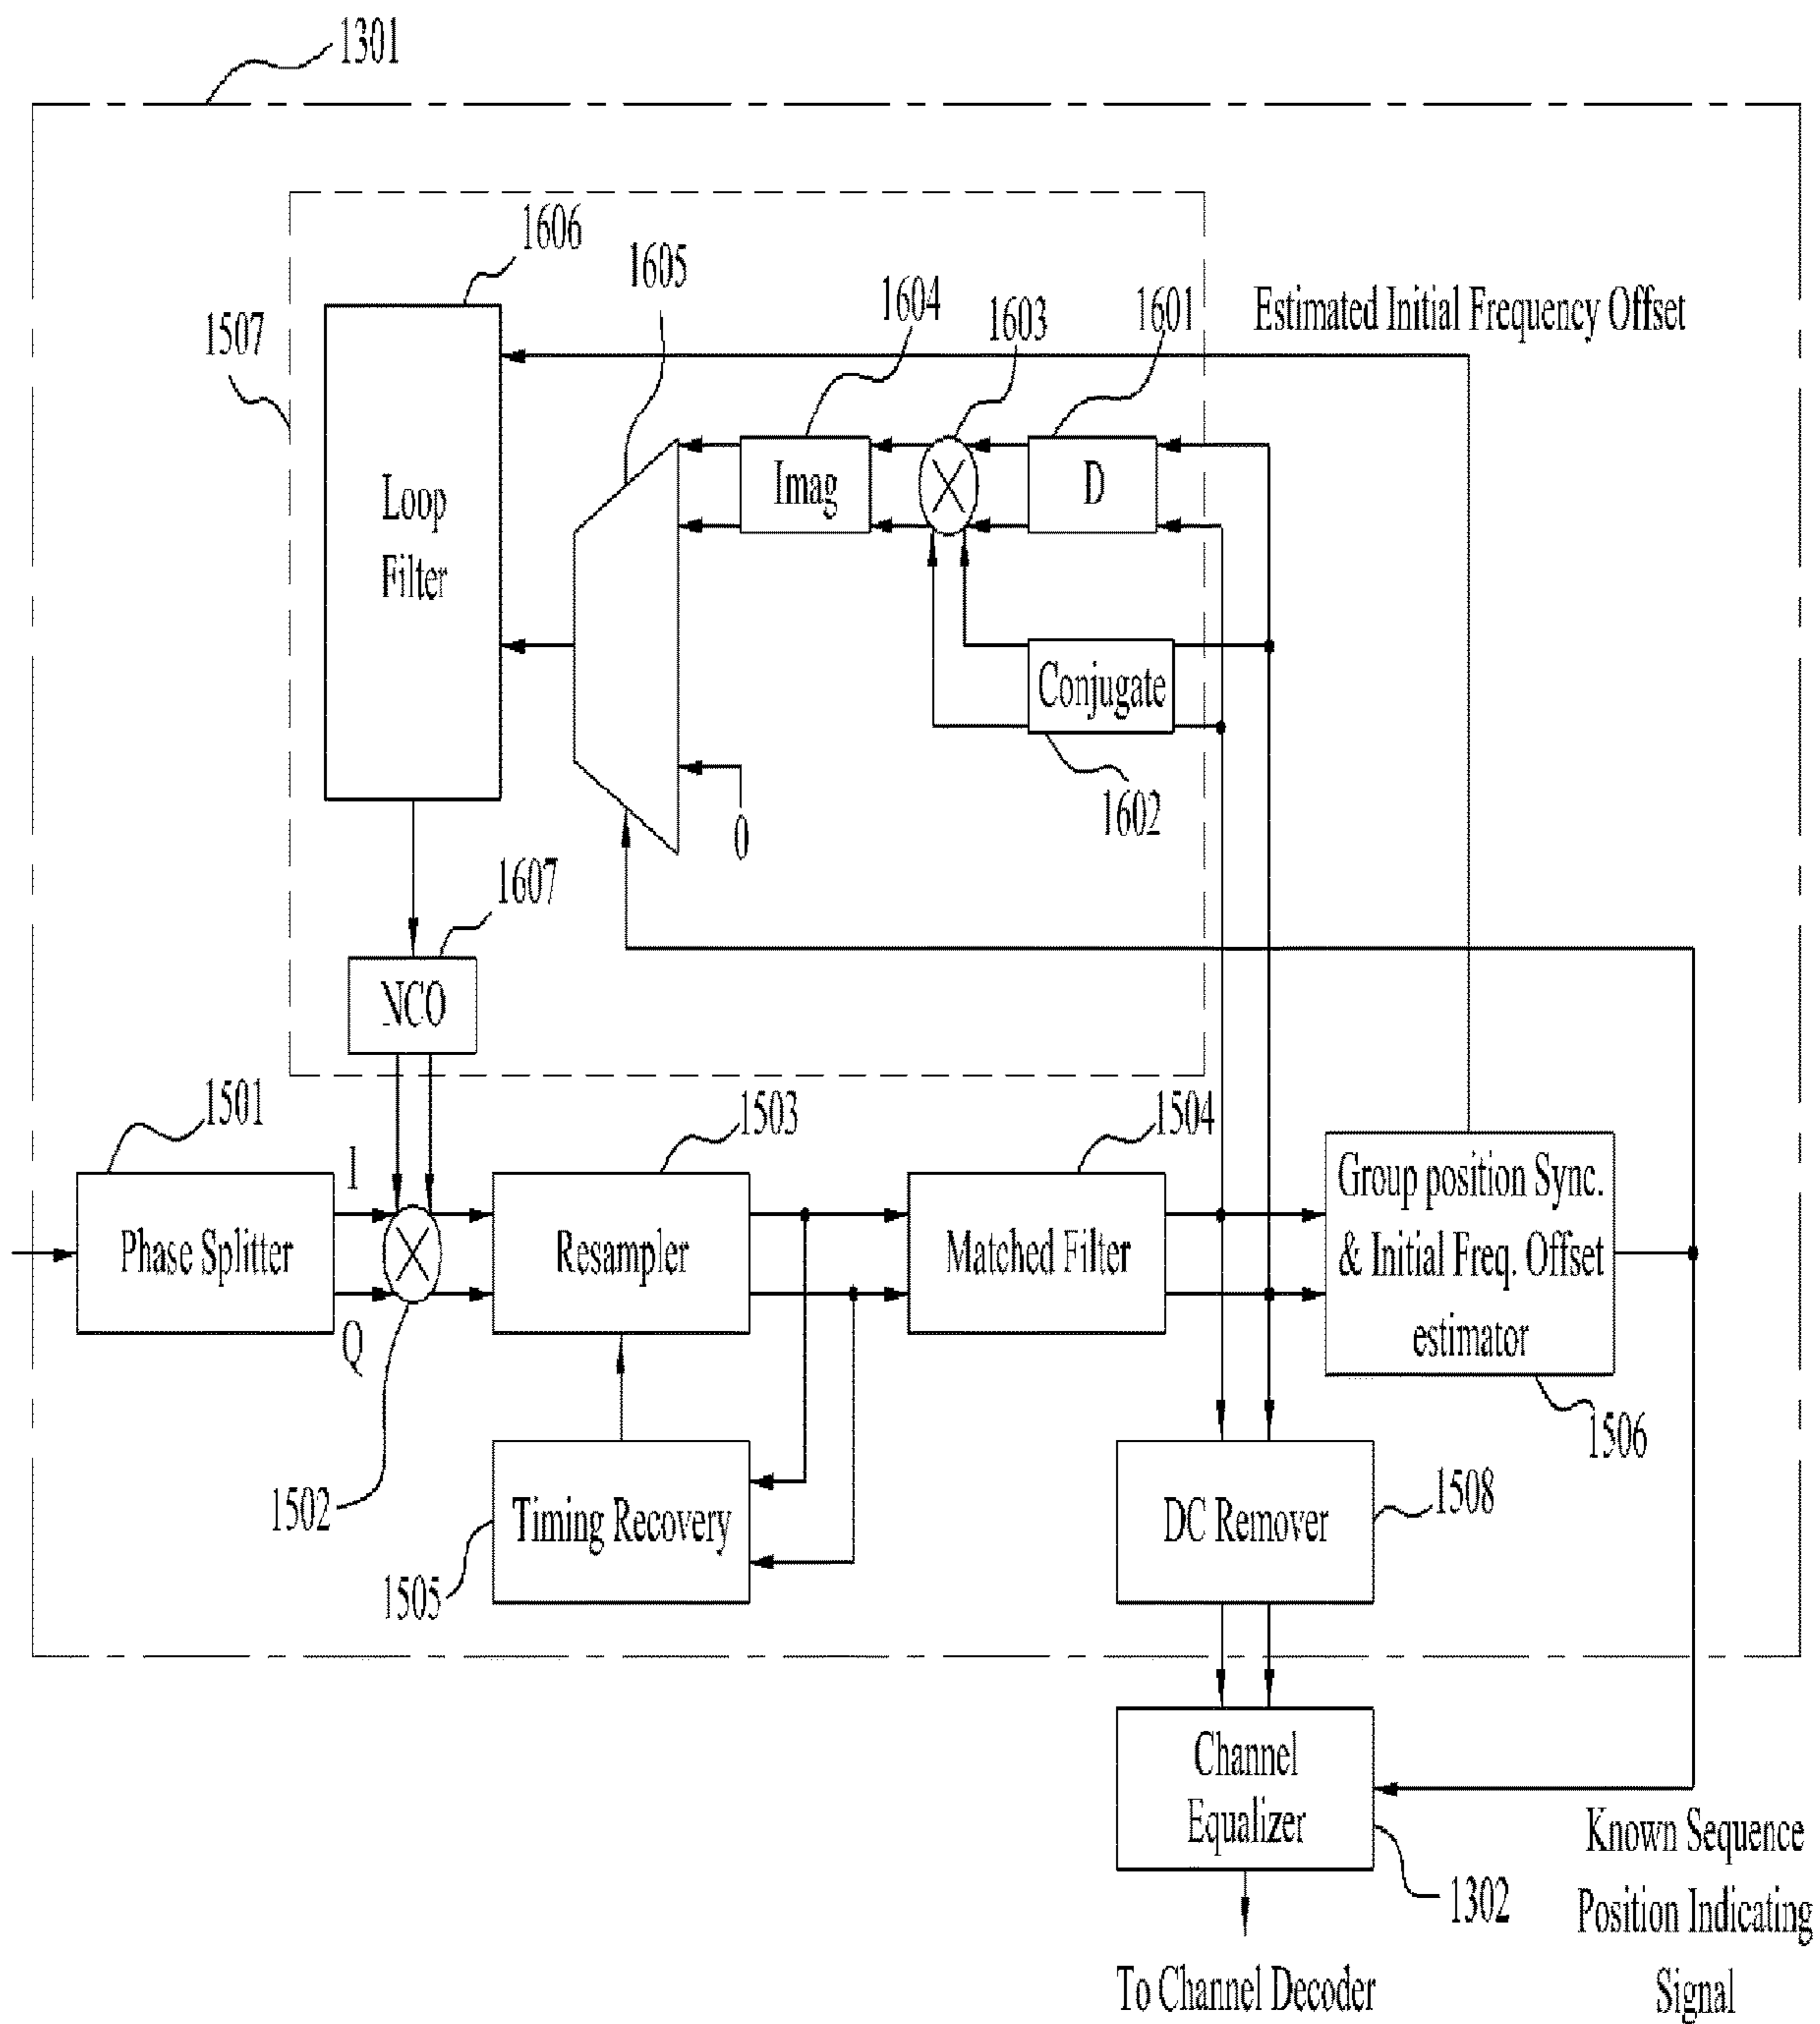 1301
1606
1605
1604
1603
1601
Estimated Initial Frequency Offset
1507
Loop
Filter
Imag
D
Conjugate
1602
0
1607
NCO
1501
1503
1504
I
Q
Phase Splitter
Resampler
Matched Filter
Group position Sync.
& Initial Freq. Offset
estimator
1506
1502
Timing Recovery
1505
DC Remover
1508
Channel
Equalizer
1302
Known Sequence
Position Indicating
Signal
To Channel Decoder